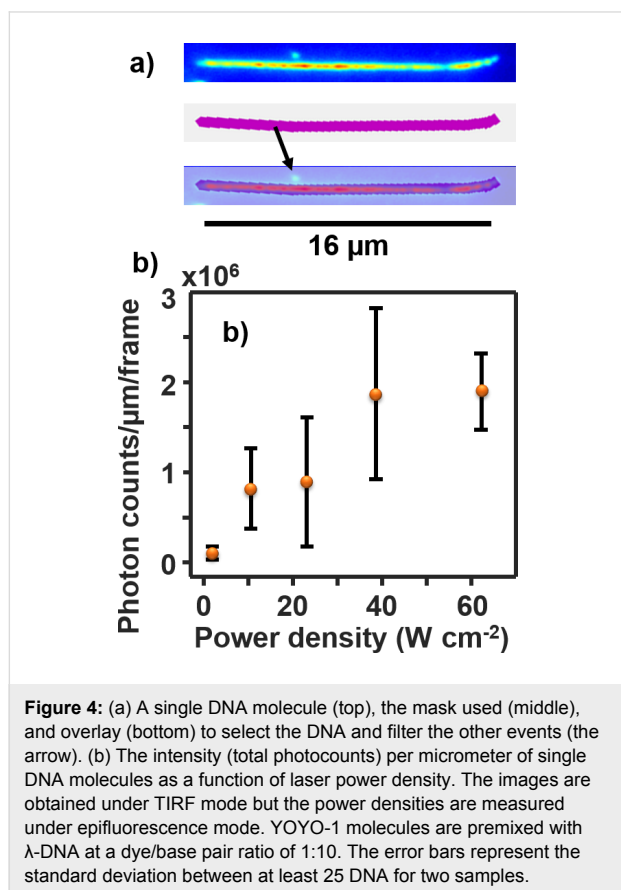 a)
16 μm
b)
x10⁶
3
b)
2
1
0
Photon counts/μm/frame
0 20 40 60
Power density (W cm⁻²)
Figure 4: (a) A single DNA molecule (top), the mask used (middle),
and overlay (bottom) to select the DNA and filter the other events (the
arrow). (b) The intensity (total photocounts) per micrometer of single
DNA molecules as a function of laser power density. The images are
obtained under TIRF mode but the power densities are measured
under epifluorescence mode. YOYO-1 molecules are premixed with
λ-DNA at a dye/base pair ratio of 1:10. The error bars represent the
standard deviation between at least 25 DNA for two samples.